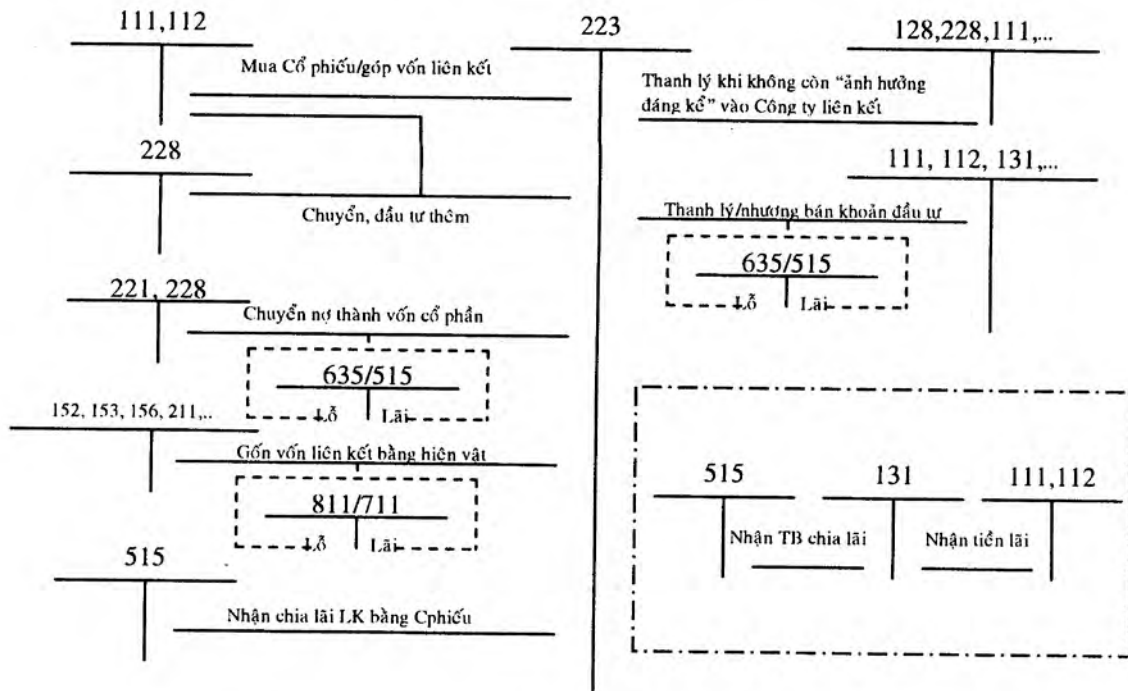 111,112
223
128,228,111,...
Mua Cổ phiếu/góp vốn liên kết
Thanh lý khi không còn “ảnh hưởng
đáng kể” vào Công ty liên kết
228
111, 112, 131,...
Chuyển, đầu tư thêm
Thanh lý/nhương bán khoản đầu tự
635/515
Lỗ
Lãi
221, 228
Chuyển nợ thành vốn cổ phần
635/515
Lỗ
Lãi
152, 153, 156, 211,..
Gốn vốn liên kết bằng hiên vật
811/711
Lỗ
Lãi
515
131
111,112
Nhận TB chia lãi
Nhận tiền lãi
515
Nhận chia lãi LK bằng Cphiếu